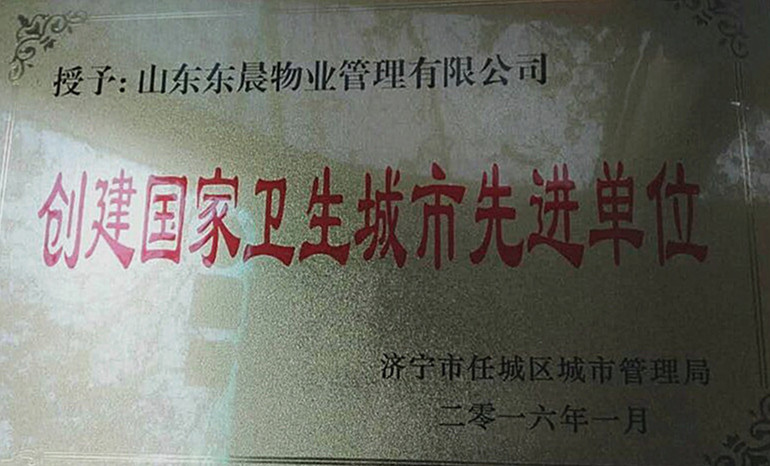 授予:山东东晨物业管理有限公司
创建国家卫生城市先进单位
济宁市任城区城市管理局
二零一六年一月